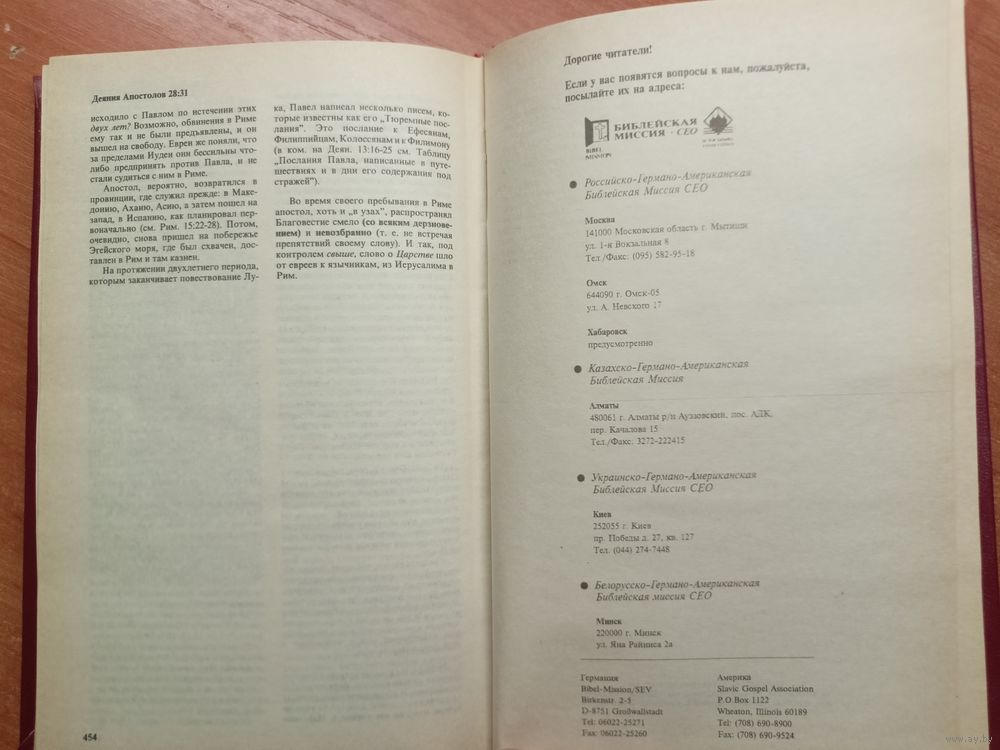 Деяния Апостолов 28:31
исходило с Павлом по истечении этих
двух лет? Возможно, обвинения в Риме
ему так и не были предъявлены, и он
вышел на свободу. Евреи же поняли, что
за пределами Иудеи они бессильны что-
либо предпринять против Павла, и не
стали судиться с ним в Риме.
Апостол, вероятно, возвратился в
провинции, где служил прежде: в Маке-
донию, Ахаию, Асию, а затем пошел на
запад, в Испанию, как планировал пер-
воначально (см. Рим. 15:22-28). Потом,
очевидно, снова пришел на побережье
Эгейского моря, где был схвачен, дос-
тавлен в Рим и там казнен.
На протяжении двухлетнего периода,
которым заканчивает повествование Лу-
ка, Павел написал несколько писем, ко-
торые известны как его „Тюремные пос-
лания". Это послание к Ефесянам,
Филиппийцам, Колоссянам и к Филимону
(в ком. на Деян. 13:16-25 см. Таблицу
„Послания Павла, написанные в путе-
шествиях и в дни его содержания под
стражей").
Во время своего пребывания в Риме
апостол, хоть и „в узах", распространял
Благовестие смело (со всяким дерзнове-
нием) и невозбранно (т. е. не встречая
препятствий своему слову). И так, под
контролем свыше, слово о Царстве шло
от евреев к язычникам, из Иерусалима в
Рим.
454
Дорогие читатели!
Если у вас появятся вопросы к нам, пожалуйста,
посылайте их на адреса:
БИБЛЕЙСКАЯ
МИССИЯ · СЕО
BIBEL
MISSION
Российско-Германо-Американская
Библейская Миссия СЕО
Москва
141000 Московская область г. Мытищи
ул. 1-я Вокзальная 8
Тел./Факс: (095) 582-95-18
Омск
644090 г. Омск-05
ул. А. Невского 17
Хабаровск
предусмотренно
Казахско-Германо-Американская
Библейская Миссия
Алматы
480061 г. Алматы р/н Ауэзовский, пос. АДК,
пер. Качалова 15
Тел./Факс: 3272-222415
Украинско-Германо-Американская
Библейская Миссия СЕО
Киев
252055 г. Киев
пр. Победы д. 27, кв. 127
Тел. (044) 274-7448
Белорусско-Германо-Американская
Библейская миссия СЕО
Минск
220000 г. Минск
ул. Яна Райниса 2а
Германия
Bibel-Mission/SEV
Birkenstr. 2-5
D-8751 Großwallstadt
Tel: 06022-25271
Fax: 06022-25260
Америка
Slavic Gospel Association
P.O Box 1122
Wheaton, Illinois 60189
Tel: (708) 690-8900
Fax: (708) 690-9524
www.ay.by